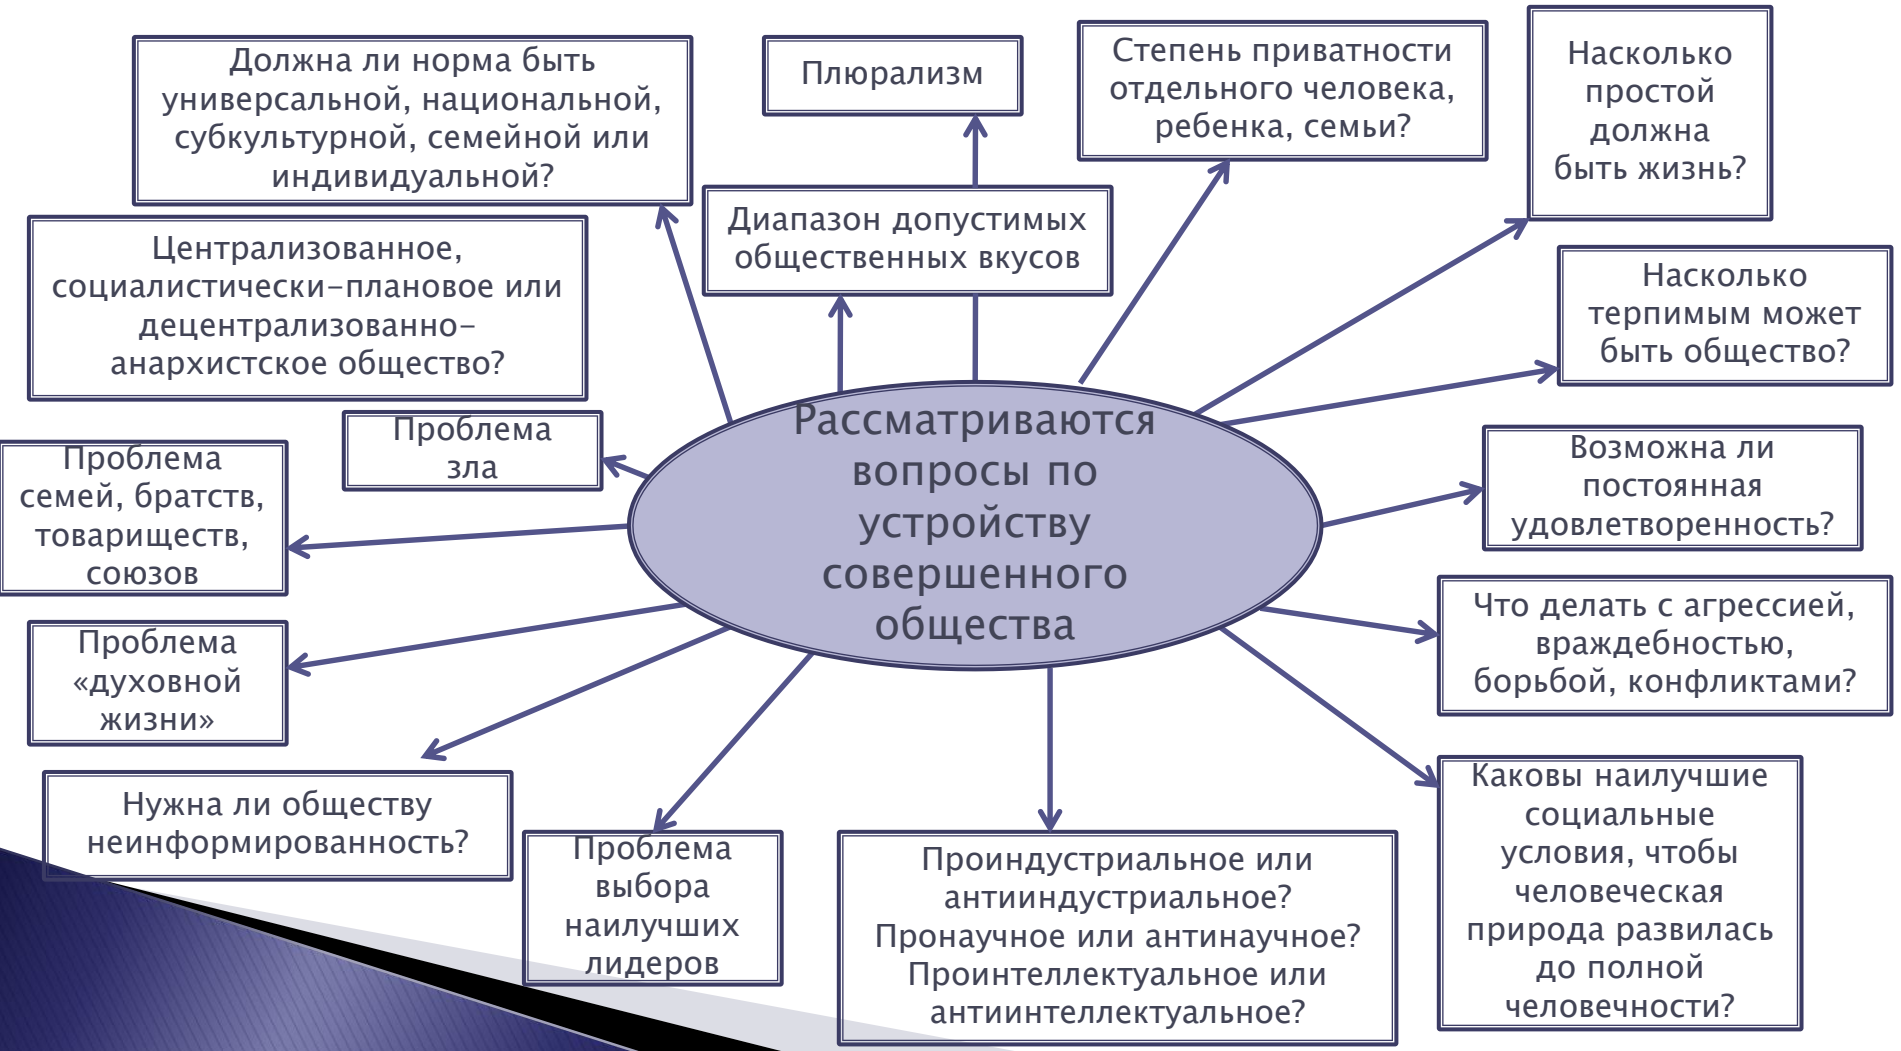 Должна ли норма быть
универсальной, национальной,
субкультурной, семейной или
индивидуальной?
Плюрализм
Степень приватности
отдельного человека,
ребенка, семьи?
Насколько
простой
должна
быть жизнь?
Централизованное,
социалистически-плановое или
децентрализованно-
анархистское общество?
Диапазон допустимых
общественных вкусов
Насколько
терпимым может
быть общество?
Проблема
зла
Проблема
семей, братств,
товариществ,
союзов
Рассматриваются
вопросы по
устройству
совершенного
общества
Возможна ли
постоянная
удовлетворенность?
Проблема
«духовной
жизни»
Что делать с агрессией,
враждебностью,
борьбой, конфликтами?
Нужна ли обществу
неинформированность?
Проблема
выбора
наилучших
лидеров
Проиндустриальное или
антииндустриальное?
Пронаучное или антинаучное?
Проинтеллектуальное или
антиинтеллектуальное?
Каковы наилучшие
социальные
условия, чтобы
человеческая
природа развилась
до полной
человечности?